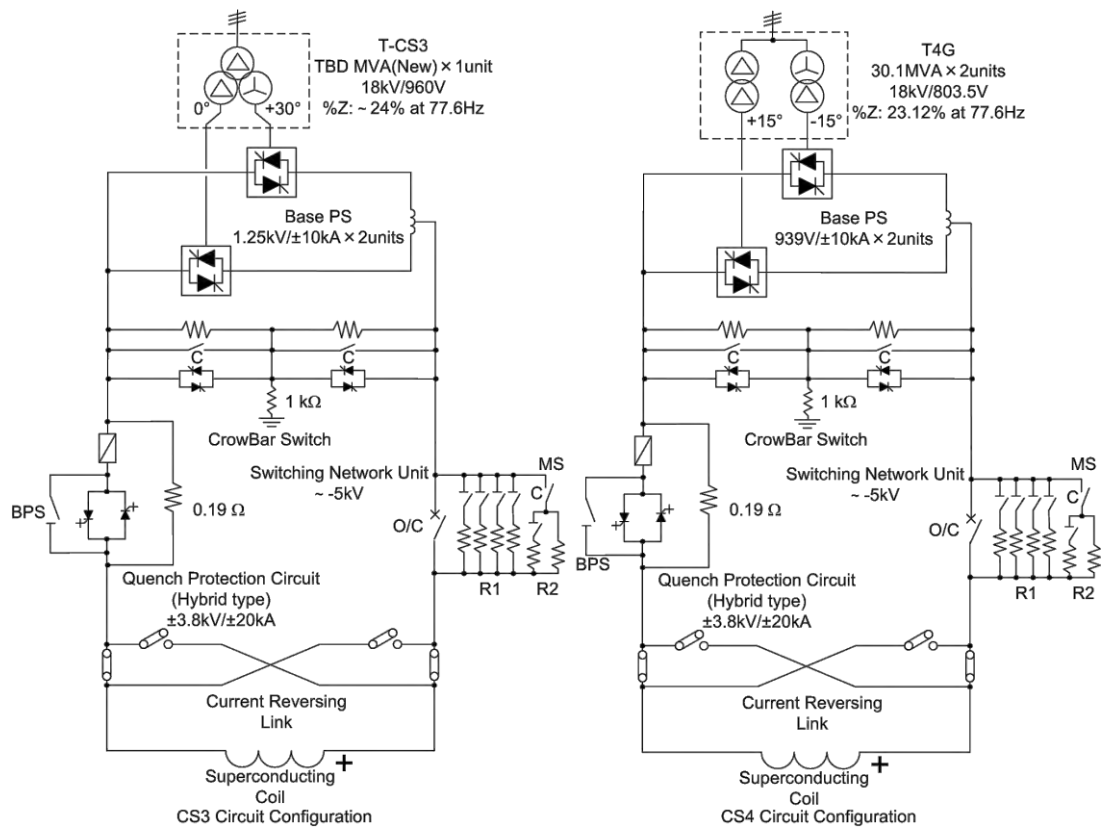 T-CS3
TBD MVA(New) × 1unit
18kV/960V
%Z: ~ 24% at 77.6Hz
0°
+30°
Base PS
1.25kV/±10kA × 2units
C
C
1 kΩ
CrowBar Switch
Switching Network Unit
~ -5kV
MS
C
BPS
0.19 Ω
O/C
R1
R2
Quench Protection Circuit
(Hybrid type)
±3.8kV/±20kA
Current Reversing
Link
+
Superconducting
Coil
CS3 Circuit Configuration
T4G
30.1MVA × 2units
18kV/803.5V
%Z: 23.12% at 77.6Hz
+15°
-15°
Base PS
939V/±10kA × 2units
C
C
1 kΩ
CrowBar Switch
Switching Network Unit
~ -5kV
MS
C
BPS
0.19 Ω
O/C
R1
R2
Quench Protection Circuit
(Hybrid type)
±3.8kV/±20kA
Current Reversing
Link
+
Superconducting
Coil
CS4 Circuit Configuration